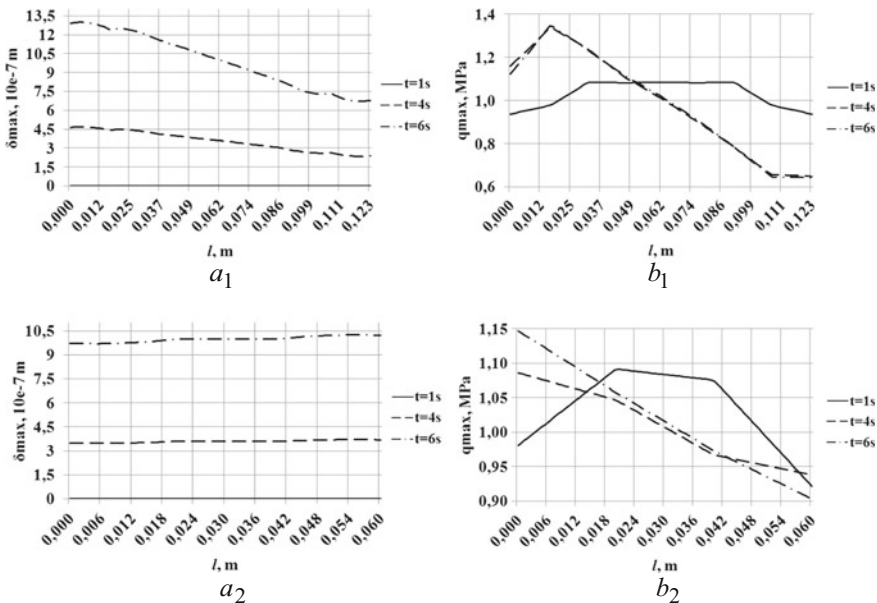 δmax, 10e-7 m
13,5
12
10,5
9
7,5
6
4,5
3
1,5
0
0,000 0,012 0,025 0,037 0,049 0,062 0,074 0,086 0,099 0,111 0,123
l, m
t=1s
t=4s
t=6s
a1
qmax, MPa
1,4
1,2
1,0
0,8
0,6
0,000 0,012 0,025 0,037 0,049 0,062 0,074 0,086 0,099 0,111 0,123
l, m
t=1s
t=4s
t=6s
b1
δmax, 10e-7 m
10,5
9
7,5
6
4,5
3
1,5
0
0,000 0,006 0,012 0,018 0,024 0,030 0,036 0,042 0,048 0,054 0,060
l, m
t=1s
t=4s
t=6s
a2
qmax, MPa
1,15
1,10
1,05
1,00
0,95
0,90
0,000 0,006 0,012 0,018 0,024 0,030 0,036 0,042 0,048 0,054 0,060
l, m
t=1s
t=4s
t=6s
b2